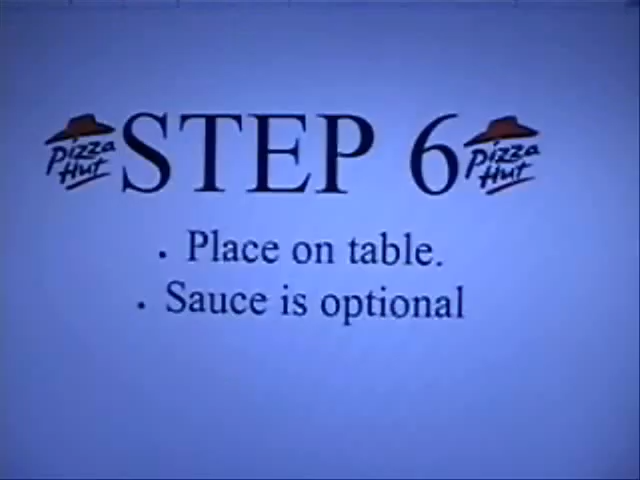 Pizza Hut STEP 6 Pizza Hut
. Place on table.
. Sauce is optional